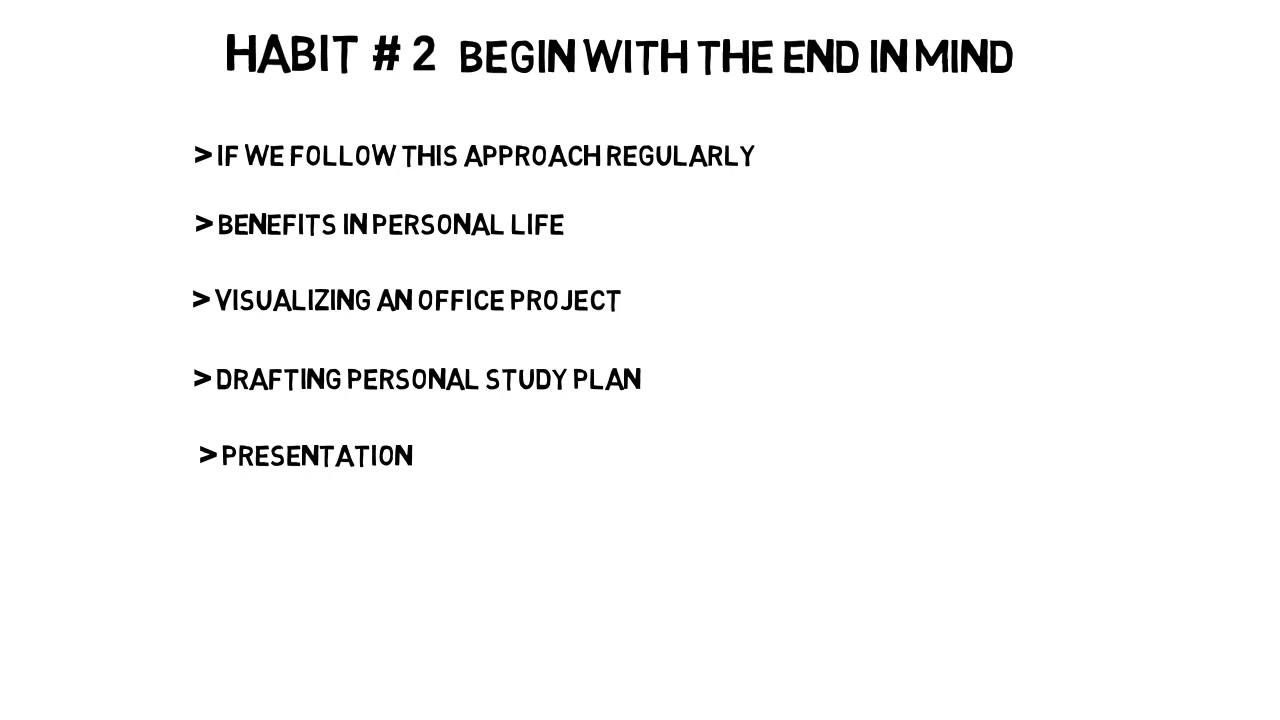 HABIT # 2 BEGIN WITH THE END IN MIND
> IF WE FOLLOW THIS APPROACH REGULARLY
> BENEFITS IN PERSONAL LIFE
> VISUALIZING AN OFFICE PROJECT
> DRAFTING PERSONAL STUDY PLAN
> PRESENTATION